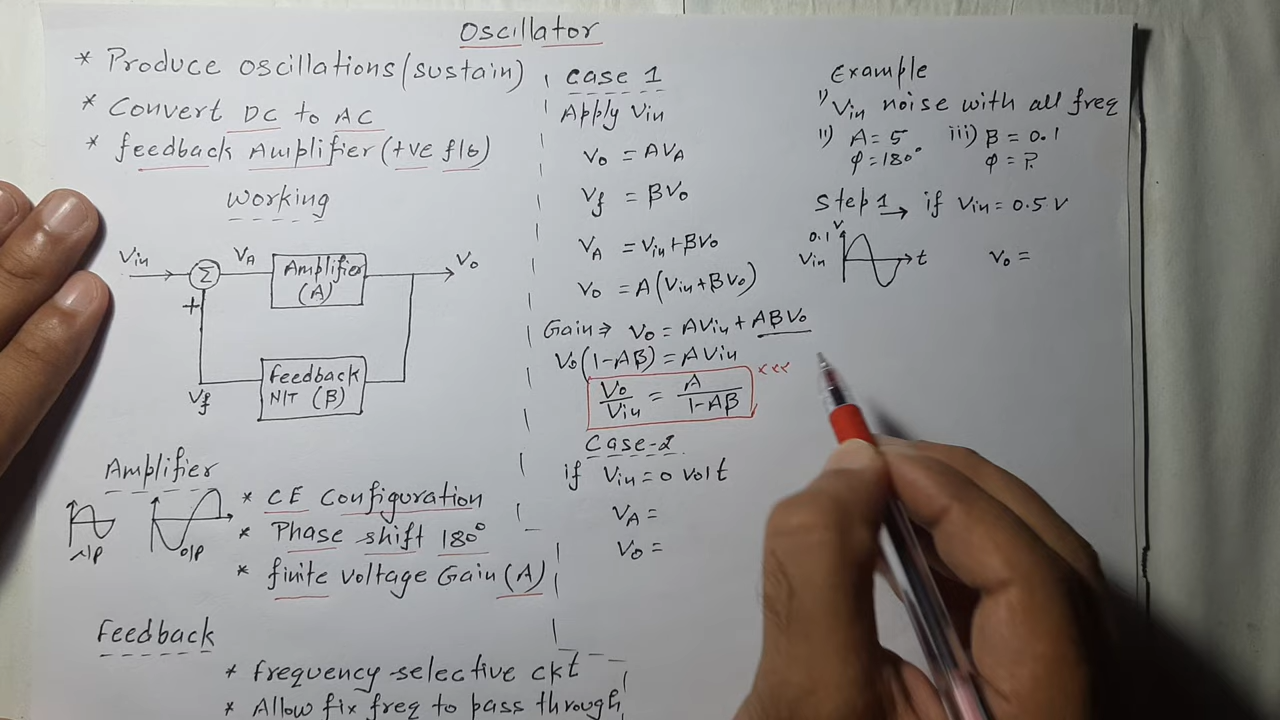 Oscillator
* Produce oscillations (sustain)
* Convert DC to AC
* feedback Amplifier (+ve f/b)
Working
Vin
VA
Σ
+
Amplifier
(A)
Vo
Feedback
N/T (β)
Vf
Amplifier
i/p
o/p
* CE Configuration
* Phase shift 180°
* finite voltage Gain (A)
Feedback
* frequency selective ckt
* Allow fix freq to pass through
Case 1
Apply Vin
Vo = AVA
Vf = βVo
VA = Vin + βVo
Vo = A(Vin + βVo)
Gain ⇒ Vo = AVin + AβVo
Vo(1-Aβ) = AVin
Vo/Vin = A/1-Aβ
×××
Case-2
if Vin = 0 volt
VA =
Vo =
Example
i) Vin noise with all freq
ii) A = 5 iii) β = 0.1
φ = 180° φ = ?
Step 1 → if Vin = 0.5 V
V
0.1
Vin
t
Vo =